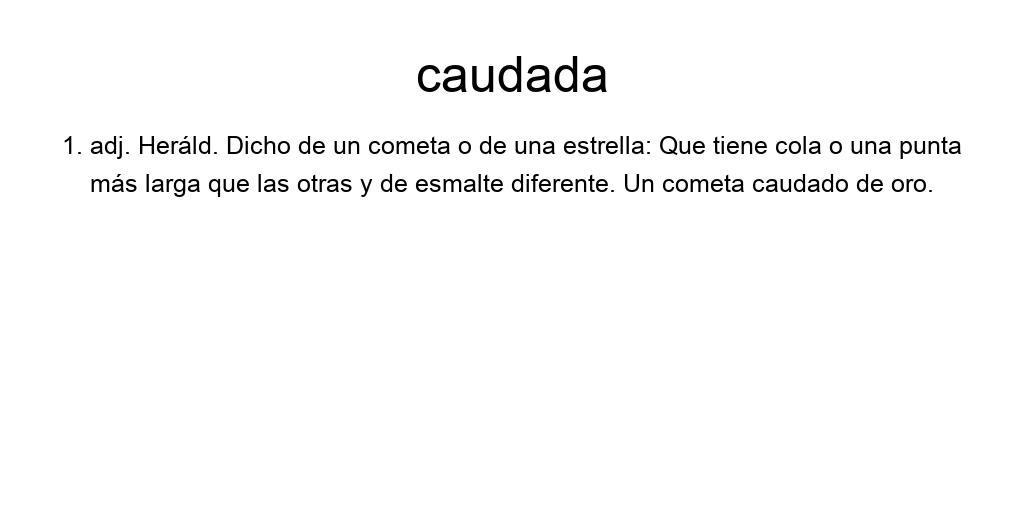 caudada
1. adj. Heráld. Dicho de un cometa o de una estrella: Que tiene cola o una punta
más larga que las otras y de esmalte diferente. Un cometa caudado de oro.